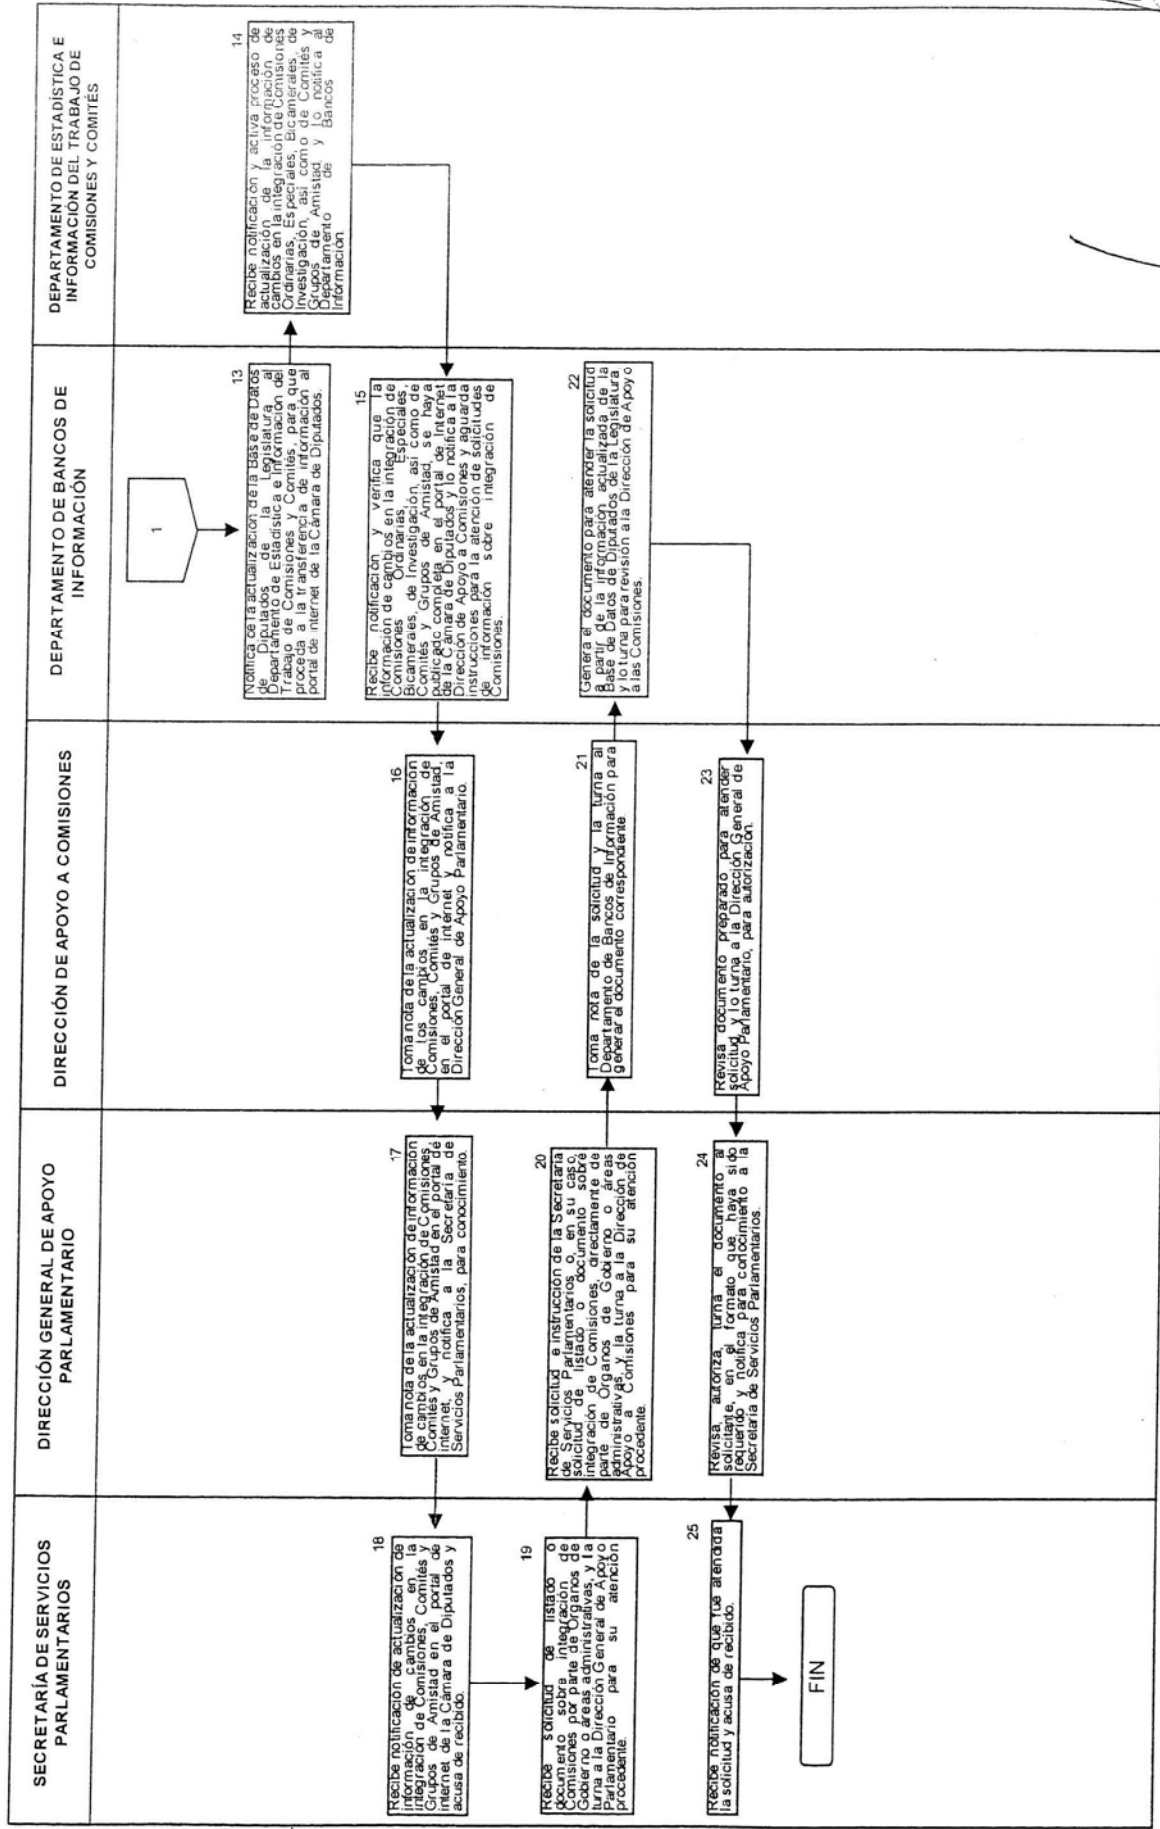 SECRETARÍA DE SERVICIOS
PARLAMENTARIOS
DIRECCIÓN GENERAL DE APOYO
PARLAMENTARIO
DIRECCIÓN DE APOYO A COMISIONES
DEPARTAMENTO DE BANCOS DE
INFORMACIÓN
DEPARTAMENTO DE ESTADÍSTICA E
INFORMACIÓN DEL TRABAJO DE
COMISIONES Y COMITÉS
1
13
Notifica de la actualización de la Base de Datos
de Diputados de la Legislatura al
Departamento de Estadística e Información del
Trabajo de Comisiones y Comités, para que
proceda a la transferencia de información al
portal de internet de la Cámara de Diputados.
14
Recibe notificación y activa proceso de
actualización de la información de
cambios en la integración de Comisiones
Ordinarias, Especiales, Bicamerales, de
Investigación, así como de Comités y
Grupos de Amistad, y lo notifica al
Departamento de Bancos de
Información.
15
Recibe notificación y verifica que la
información de cambios en la integración de
Comisiones Ordinarias, Especiales,
Bicamerales, de Investigación, así como de
Comités y Grupos de Amistad, se haya
publicado completa en el portal de Internet
de la Cámara de Diputados y lo notifica a la
Dirección de Apoyo a Comisiones y aguarda
instrucciones para la atención de solicitudes
de información sobre integración de
Comisiones.
16
Toma nota de la actualización de información
de los cambios en la integración de
Comisiones, Comités y Grupos de Amistad,
en el portal de internet y notifica a la
Dirección General de Apoyo Parlamentario.
17
Toma nota de la actualización de información
de cambios en la integración de Comisiones,
Comités y Grupos de Amistad en el portal de
internet, y notifica a la Secretaría de
Servicios Parlamentarios, para conocimiento.
18
Recibe notificación de actualización de
información de cambios en la
integración de Comisiones, Comités y
Grupos de Amistad en el portal de
internet de la Cámara de Diputados y
acusa de recibido.
19
Recibe solicitud de listado o
documento sobre integración de
Comisiones por parte de Órganos de
Gobierno o áreas administrativas, y la
turna a la Dirección General de Apoyo
Parlamentario para su atención
procedente.
20
Recibe solicitud e instrucción de la Secretaría
de Servicios Parlamentarios o, en su caso,
solicitud de listado o documento sobre
integración de Comisiones, directamente de
parte de Órganos de Gobierno o áreas
administrativas, y la turna a la Dirección de
Apoyo a Comisiones para su atención
procedente.
21
Toma nota de la solicitud y la turna al
Departamento de Bancos de Información para
generar el documento correspondiente.
22
Genera el documento para atender la solicitud
a partir de la información actualizada de la
Base de Datos de Diputados de la Legislatura
y lo turna para revisión a la Dirección de Apoyo
a las Comisiones.
23
Revisa documento preparado para atender
solicitud, y lo turna a la Dirección General de
Apoyo Parlamentario, para autorización.
24
Revisa, autoriza, turna el documento al
solicitante, en el formato que haya sido
requerido y notifica para conocimiento a la
Secretaría de Servicios Parlamentarios.
25
Recibe notificación de que fue atendida
la solicitud y acusa de recibido.
FIN